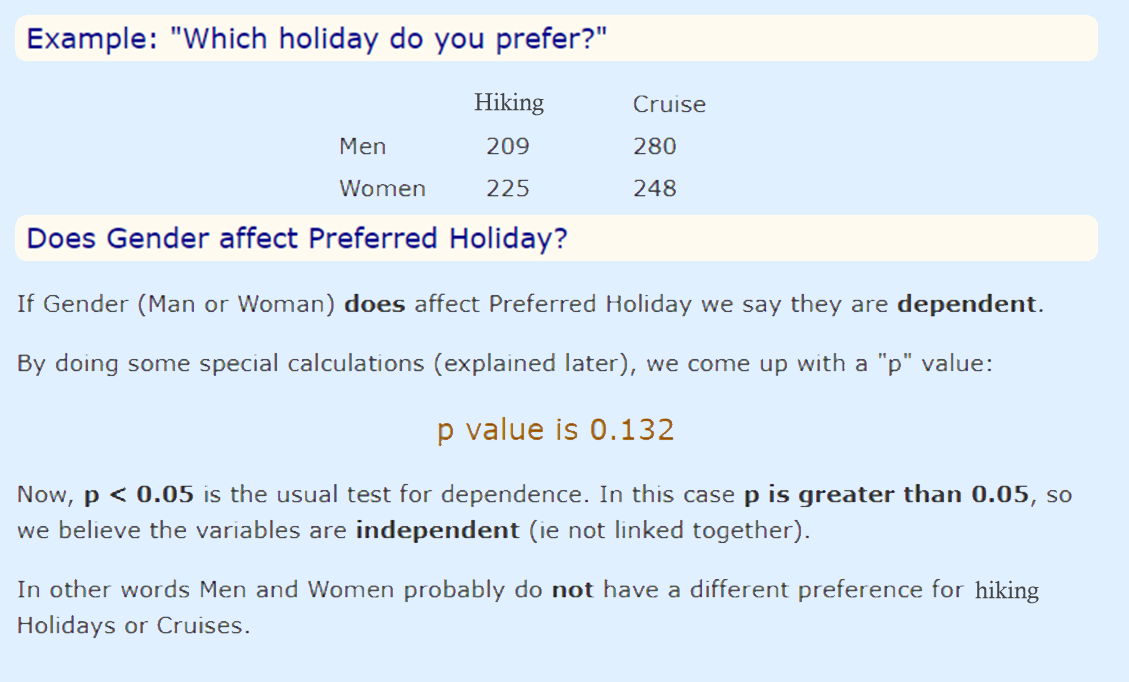 Example: "Which holiday do you prefer?"
Hiking Cruise
Men 209 280
Women 225 248
Does Gender affect Preferred Holiday?
If Gender (Man or Woman) does affect Preferred Holiday we say they are dependent.
By doing some special calculations (explained later), we come up with a "p" value:
p value is 0.132
Now, p < 0.05 is the usual test for dependence. In this case p is greater than 0.05, so
we believe the variables are independent (ie not linked together).
In other words Men and Women probably do not have a different preference for hiking
Holidays or Cruises.